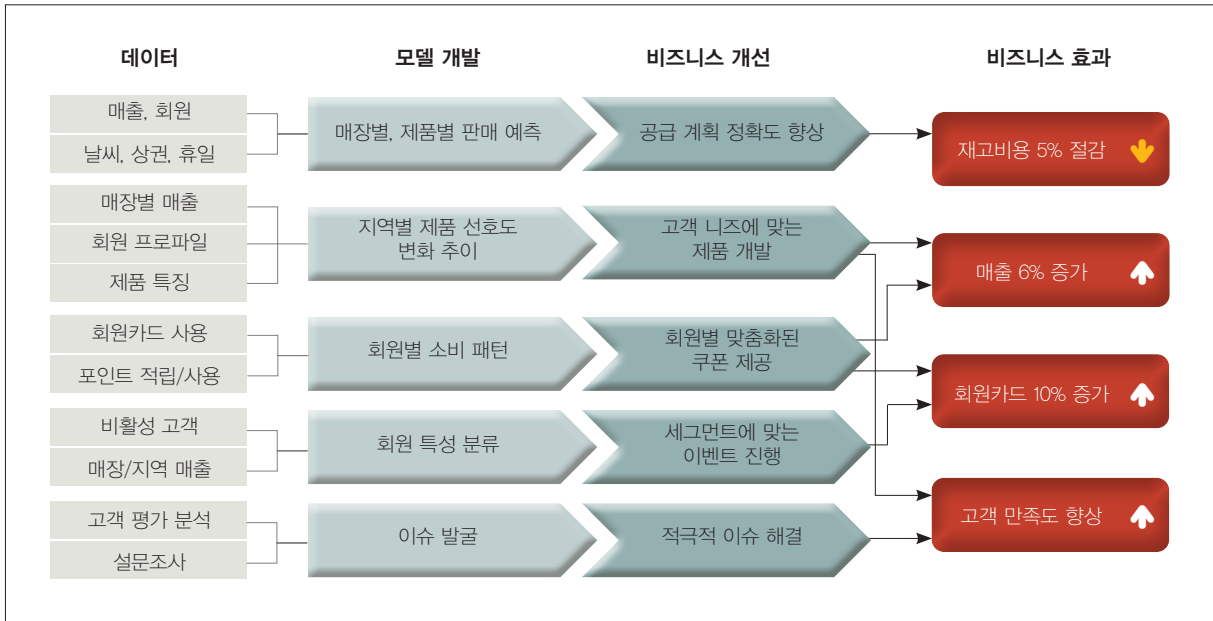 데이터
모델 개발
비즈니스 개선
비즈니스 효과
매출, 회원
날씨, 상권, 휴일
매장별, 제품별 판매 예측
공급 계획 정확도 향상
재고비용 5% 절감
매장별 매출
회원 프로파일
제품 특징
지역별 제품 선호도
변화 추이
고객 니즈에 맞는
제품 개발
매출 6% 증가
회원카드 사용
포인트 적립/사용
회원별 소비 패턴
회원별 맞춤화된
쿠폰 제공
회원카드 10% 증가
비활성 고객
매장/지역 매출
회원 특성 분류
세그먼트에 맞는
이벤트 진행
고객 만족도 향상
고객 평가 분석
설문조사
이슈 발굴
적극적 이슈 해결